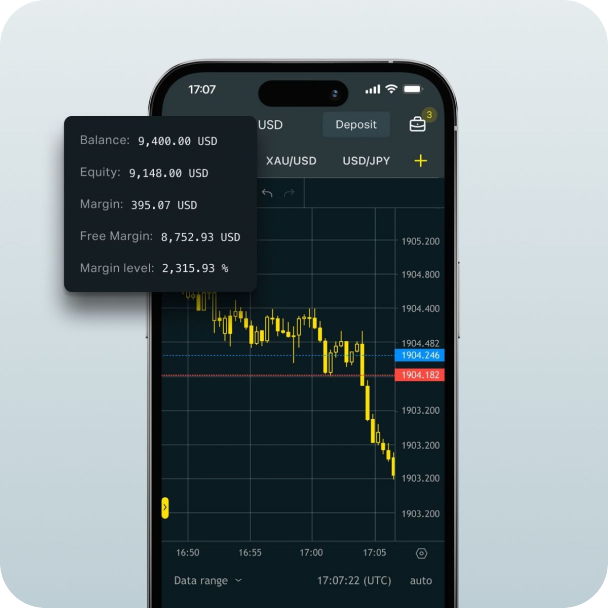 17:07
USD
Deposit
3
Balance: 9,400.00 USD
Equity: 9,148.00 USD
Margin: 395.07 USD
Free Margin: 8,752.93 USD
Margin level: 2,315.93 %
XAU/USD
USD/JPY
1905.200
1904.800
1904.400
1904.482
1904.246
1904.182
1903.200
1903.200
1903.200
1903.200
16:50
16:55
17:00
17:05
Data range
17:07:22 (UTC)
auto